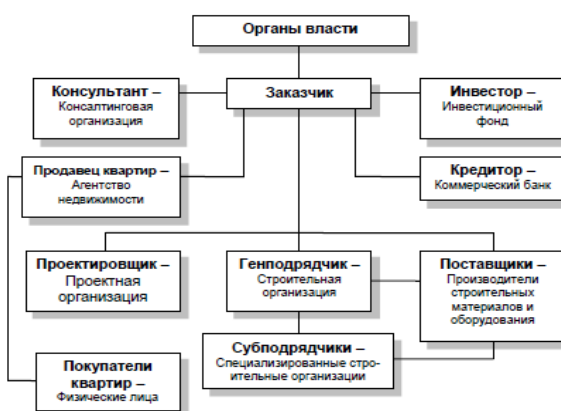 Органы власти
Консультант –
Консалтинговая
организация
Заказчик
Инвестор –
Инвестиционный
фонд
Продавец квартир –
Агентство
недвижимости
Кредитор –
Коммерческий банк
Проектировщик –
Проектная
организация
Генподрядчик –
Строительная
организация
Поставщики –
Производители
строительных
материалов и
оборудования
Субподрядчики –
Специализированные стро-
ительные организации
Покупатели
квартир –
Физические лица